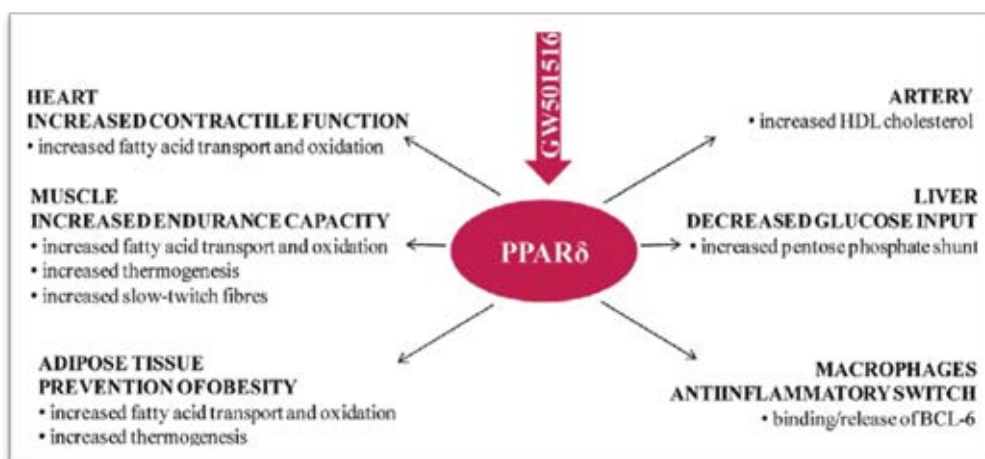 GW501516
HEART
INCREASED CONTRACTILE FUNCTION
• increased fatty acid transport and oxidation
MUSCLE
INCREASED ENDURANCE CAPACITY
• increased fatty acid transport and oxidation
• increased thermogenesis
• increased slow-twitch fibres
ADIPOSE TISSUE
PREVENTION OF OBESITY
• increased fatty acid transport and oxidation
• increased thermogenesis
PPARδ
ARTERY
• increased HDL cholesterol
LIVER
DECREASED GLUCOSE INPUT
• increased pentose phosphate shunt
MACROPHAGES
ANTIINFLAMMATORY SWITCH
• binding/release of BCL-6